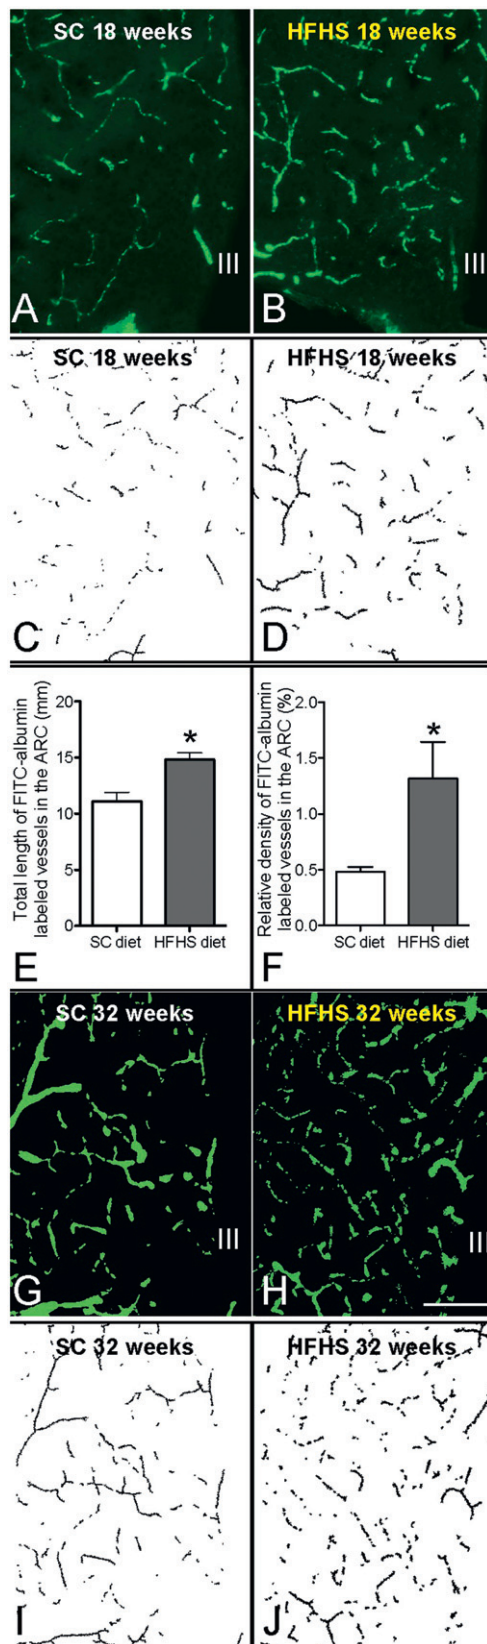 SC 18 weeks
HFHS 18 weeks
III
III
A
B
SC 18 weeks
HFHS 18 weeks
C
D
Total length of FITC-albumin
labeled vessels in the ARC (mm)
20
15
10
5
0
*
SC diet
HFHS diet
E
Relative density of FITC-albumin
labeled vessels in the ARC (%)
2.0
1.5
1.0
0.5
0.0
*
SC diet
HFHS diet
F
SC 32 weeks
HFHS 32 weeks
III
III
G
H
SC 32 weeks
HFHS 32 weeks
I
J